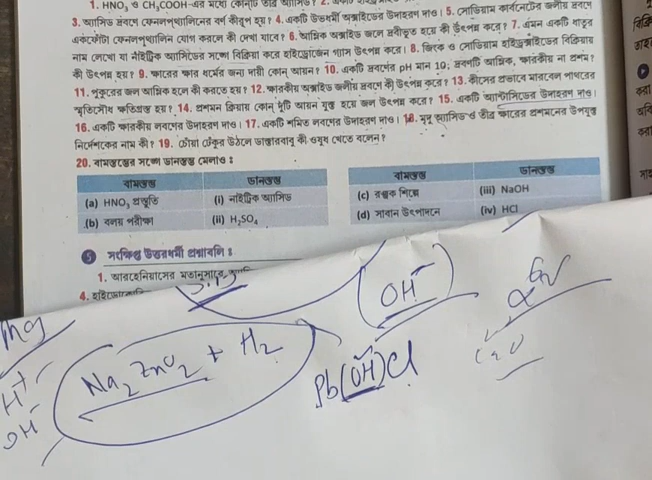 1. HNO₃ ও CH₃COOH-এর মধ্যে কোনটি তীব্র অ্যাসিড?
৩. অ্যাসিড দ্রবণে ফেনলপ্‌থ্যালিনের বর্ণ কীরূপ হয়? 4. একটি উভধর্মী অক্সাইডের উদাহরণ দাও। 5. সোডিয়াম কার্বনেটের জলীয় দ্রবণে
একফোঁটা ফেনলপ্‌থ্যালিন যোগ করলে কী দেখা যাবে? 6. আম্লিক অক্সাইড জলে দ্রবীভূত হয়ে কী উৎপন্ন করে? 7. এমন একটি ধাতুর
নাম লেখো যা নাইট্রিক অ্যাসিডের সঙ্গে বিক্রিয়া করে হাইড্রোজেন গ্যাস উৎপন্ন করে। 8. জিংক ও সোডিয়াম হাইড্রক্সাইডের বিক্রিয়ায়
কী উৎপন্ন হয়? 9. ক্ষারের ক্ষার ধর্মের জন্য দায়ী কোন্ আয়ন? 10. একটি দ্রবণের pH মান 10; দ্রবণটি আম্লিক, ক্ষারকীয় না প্রশম?
11. পুকুরের জল আম্লিক হলে কী করতে হয়? 12. ক্ষারকীয় অক্সাইড জলীয় দ্রবণে কী উৎপন্ন করে? 13. কীসের প্রভাবে মারবেল পাথরের
স্মৃতিসৌধ ক্ষতিগ্রস্ত হয়? 14. প্রশমন ক্রিয়ায় কোন্ দুটি আয়ন যুক্ত হয়ে জল উৎপন্ন করে? 15. একটি অ্যান্টাসিডের উদাহরণ দাও।
16. একটি ক্ষারকীয় লবণের উদাহরণ দাও। 17. একটি শমিত লবণের উদাহরণ দাও। 18. মৃদু অ্যাসিড ও তীব্র ক্ষারের প্রশমনের উপযুক্ত
নির্দেশকের নাম কী? 19. চোঁয়া ঢেকুর উঠলে ডাক্তারবাবু কী ওষুধ খেতে বলেন?
20. বামস্তম্ভের সঙ্গে ডানস্তম্ভ মেলাও :
বামস্তম্ভ ডানস্তম্ভ বামস্তম্ভ ডানস্তম্ভ
(a) HNO₃ প্রস্তুতি (i) নাইট্রিক অ্যাসিড (c) রঞ্জক শিল্পে (iii) NaOH
(b) বলয় পরীক্ষা (ii) H₂SO₄ (d) সাবান উৎপাদনে (iv) HCl
সংক্ষিপ্ত উত্তরধর্মী প্রশ্নাবলি :
1. আরহেনিয়াসের মতানুসারে
4.
(OH⁻)
Mg
Na₂ZnO₂ + H₂
H⁺
OH⁻
Pb(OH)Cl